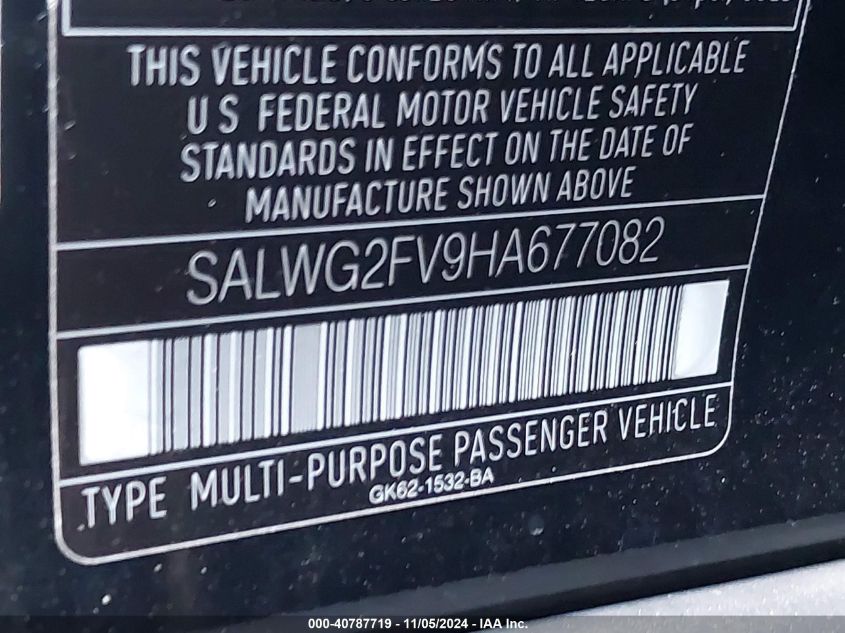 THIS VEHICLE CONFORMS TO ALL APPLICABLE
U S FEDERAL MOTOR VEHICLE SAFETY
STANDARDS IN EFFECT ON THE DATE OF
MANUFACTURE SHOWN ABOVE
SALWG2FV9HA677082
TYPE MULTI-PURPOSE PASSENGER VEHICLE
GK62-1532-BA
000-40787719 - 11/05/2024 - IAA Inc.